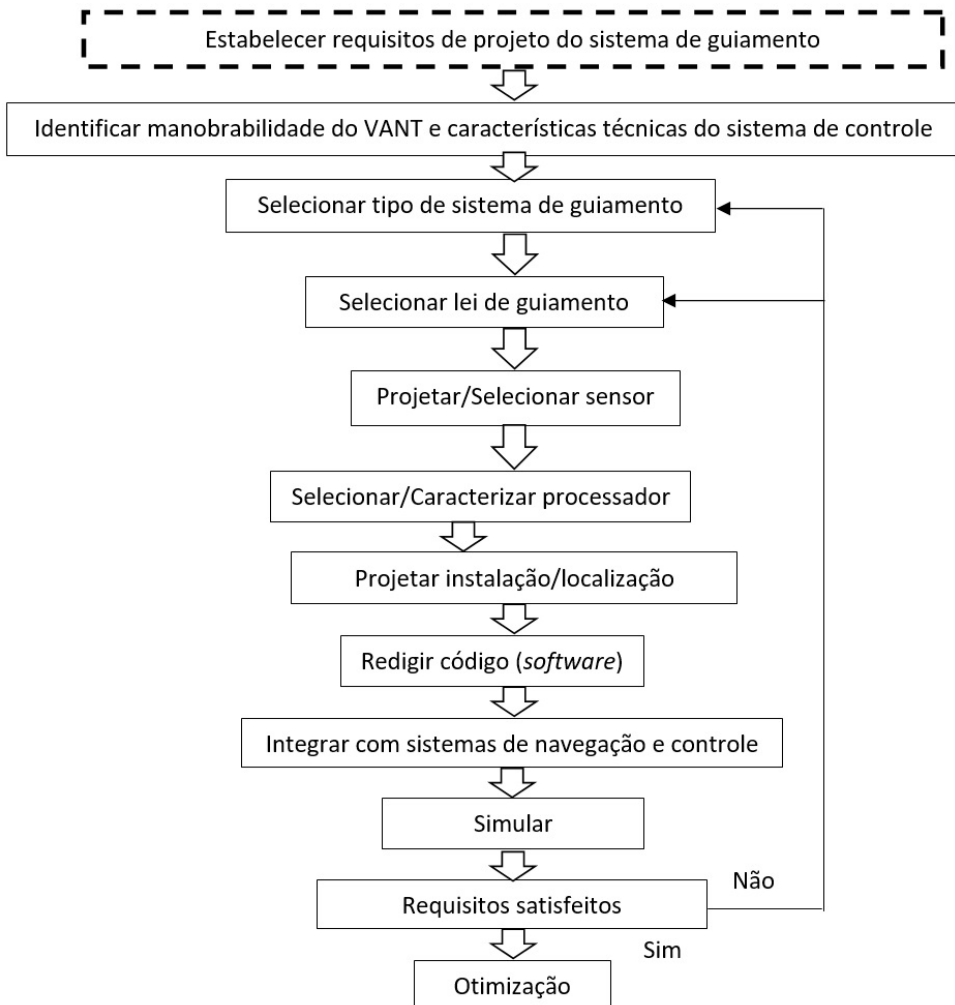 Estabelecer requisitos de projeto do sistema de guiamento
Identificar manobrabilidade do VANT e características técnicas do sistema de controle
Selecionar tipo de sistema de guiamento
Selecionar lei de guiamento
Projetar/Selecionar sensor
Selecionar/Caracterizar processador
Projetar instalação/localização
Redigir código (software)
Integrar com sistemas de navegação e controle
Simular
Não
Requisitos satisfeitos
Sim
Otimização